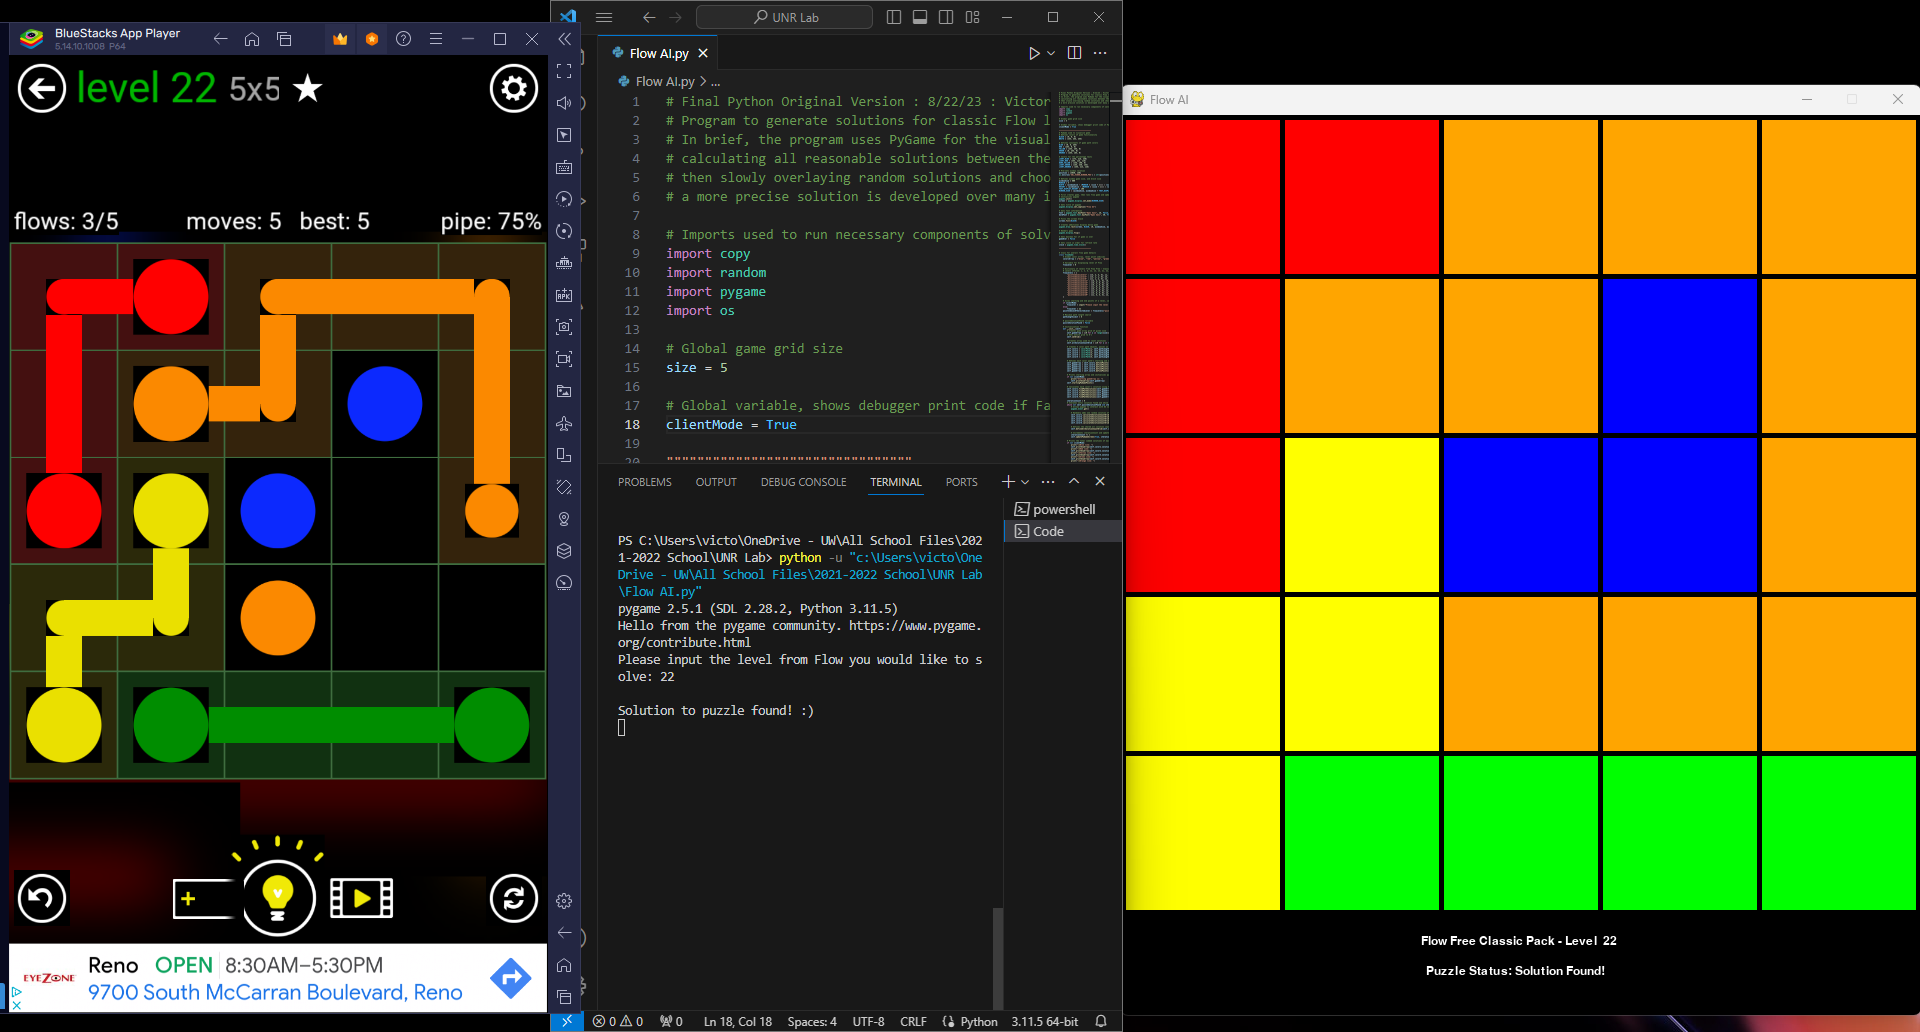 BlueStacks App Player
5.14.10.1008 P64
level 22 5x5
flows: 3/5 moves: 5 best: 5 pipe: 75%
+
EYEZONE
Reno OPEN 8:30AM–5:30PM
9700 South McCarran Boulevard, Reno
UNR Lab
Flow AI.py
Flow AI.py > ...
1 # Final Python Original Version : 8/22/23 : Victor
2 # Program to generate solutions for classic Flow l
3 # In brief, the program uses PyGame for the visual
4 # calculating all reasonable solutions between the
5 # then slowly overlaying random solutions and choo
6 # a more precise solution is developed over many i
7
8 # Imports used to run necessary components of solv
9 import copy
10 import random
11 import pygame
12 import os
13
14 # Global game grid size
15 size = 5
16
17 # Global variable, shows debugger print code if Fa
18 clientMode = True
19
20 """"""""""""""""""""""""""""""""
PROBLEMS OUTPUT DEBUG CONSOLE TERMINAL PORTS
powershell
Code
PS C:\Users\victo\OneDrive - UW\All School Files\202
1-2022 School\UNR Lab> python -u "c:\Users\victo\One
Drive - UW\All School Files\2021-2022 School\UNR Lab
\Flow AI.py"
pygame 2.5.1 (SDL 2.28.2, Python 3.11.5)
Hello from the pygame community. https://www.pygame.
org/contribute.html
Please input the level from Flow you would like to s
olve: 22
Solution to puzzle found! :)
0 0 0 Ln 18, Col 18 Spaces: 4 UTF-8 CRLF Python 3.11.5 64-bit
Flow AI
Flow Free Classic Pack - Level 22
Puzzle Status: Solution Found!